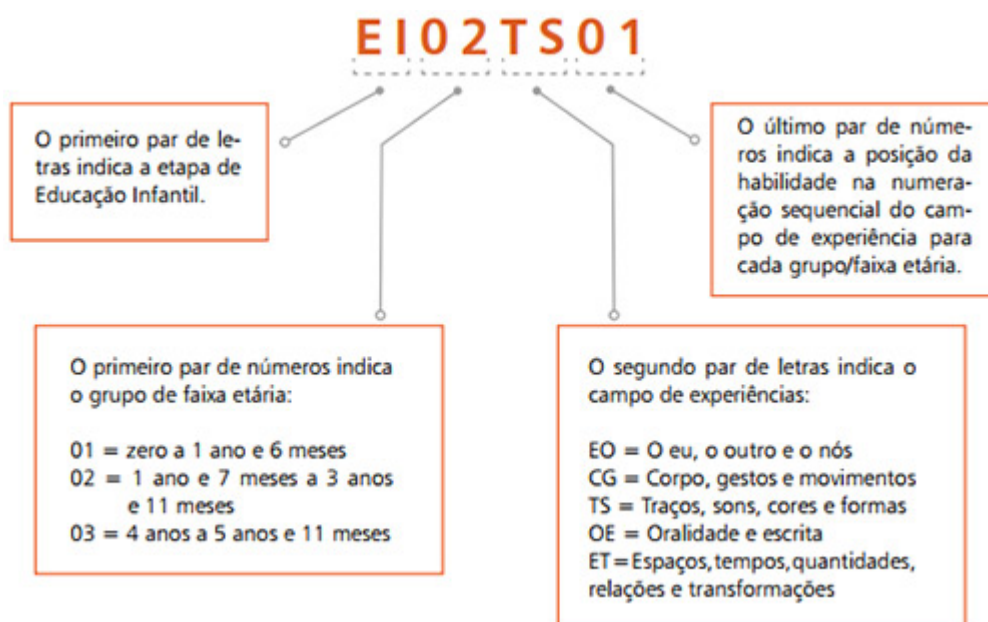 EI02TS01
O primeiro par de le-
tras indica a etapa de
Educação Infantil.
O último par de núme-
ros indica a posição da
habilidade na numera-
ção sequencial do cam-
po de experiência para
cada grupo/faixa etária.
O primeiro par de números indica
o grupo de faixa etária:
01 = zero a 1 ano e 6 meses
02 = 1 ano e 7 meses a 3 anos
e 11 meses
03 = 4 anos a 5 anos e 11 meses
O segundo par de letras indica o
campo de experiências:
EO = O eu, o outro e o nós
CG = Corpo, gestos e movimentos
TS = Traços, sons, cores e formas
OE = Oralidade e escrita
ET=Espaços,tempos,quantidades,
relações e transformações